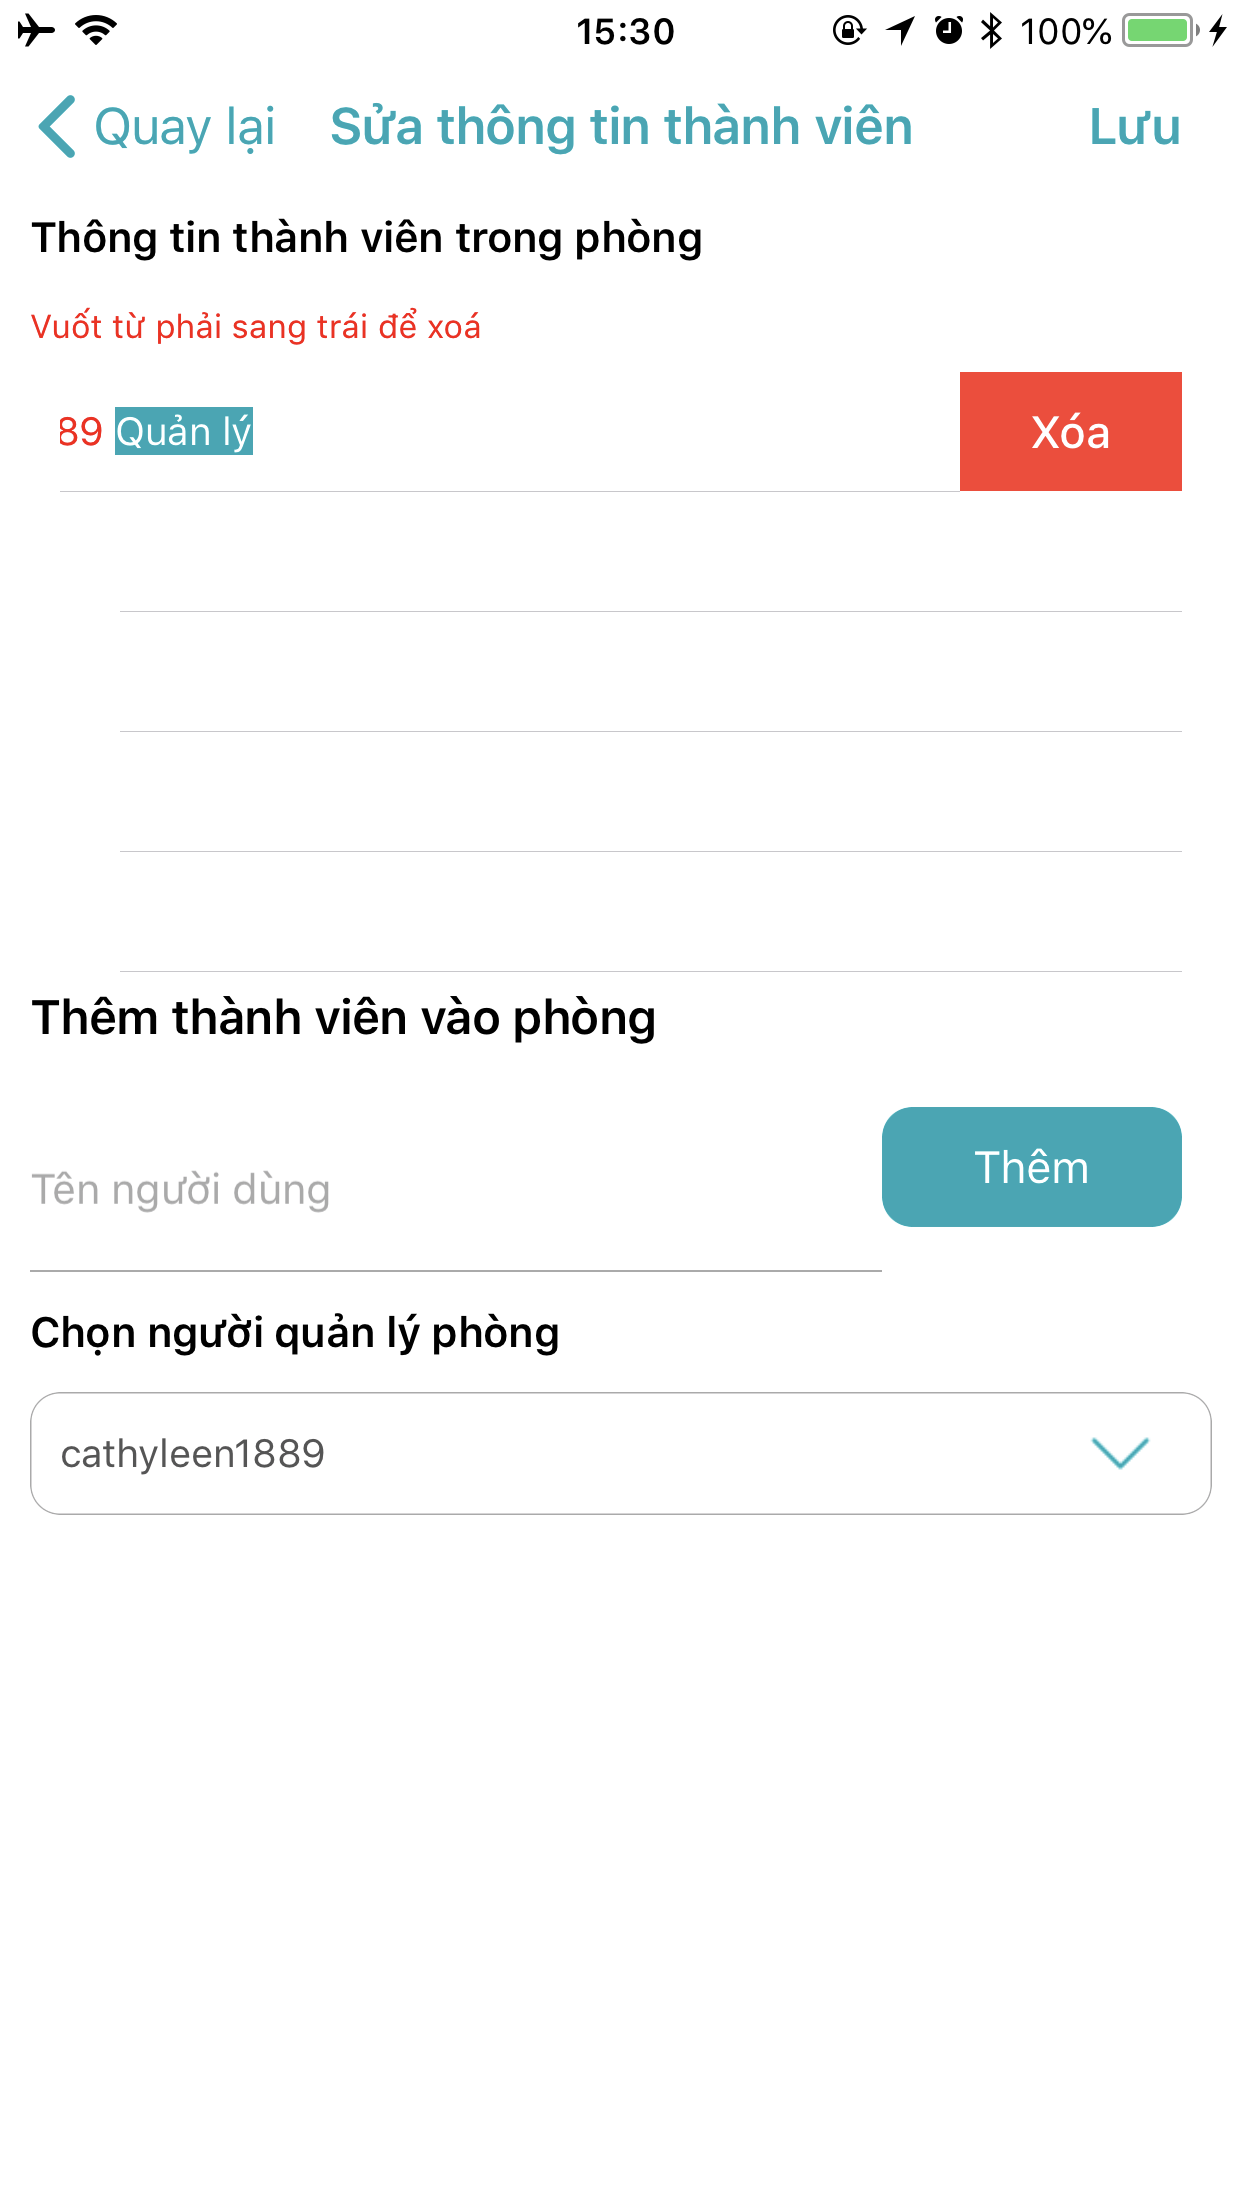 15:30 100%
Quay lại Sửa thông tin thành viên Lưu
Thông tin thành viên trong phòng
Vuốt từ phải sang trái để xoá
89 Quản lý Xóa
Thêm thành viên vào phòng
Tên người dùng Thêm
Chọn người quản lý phòng
cathyleen1889